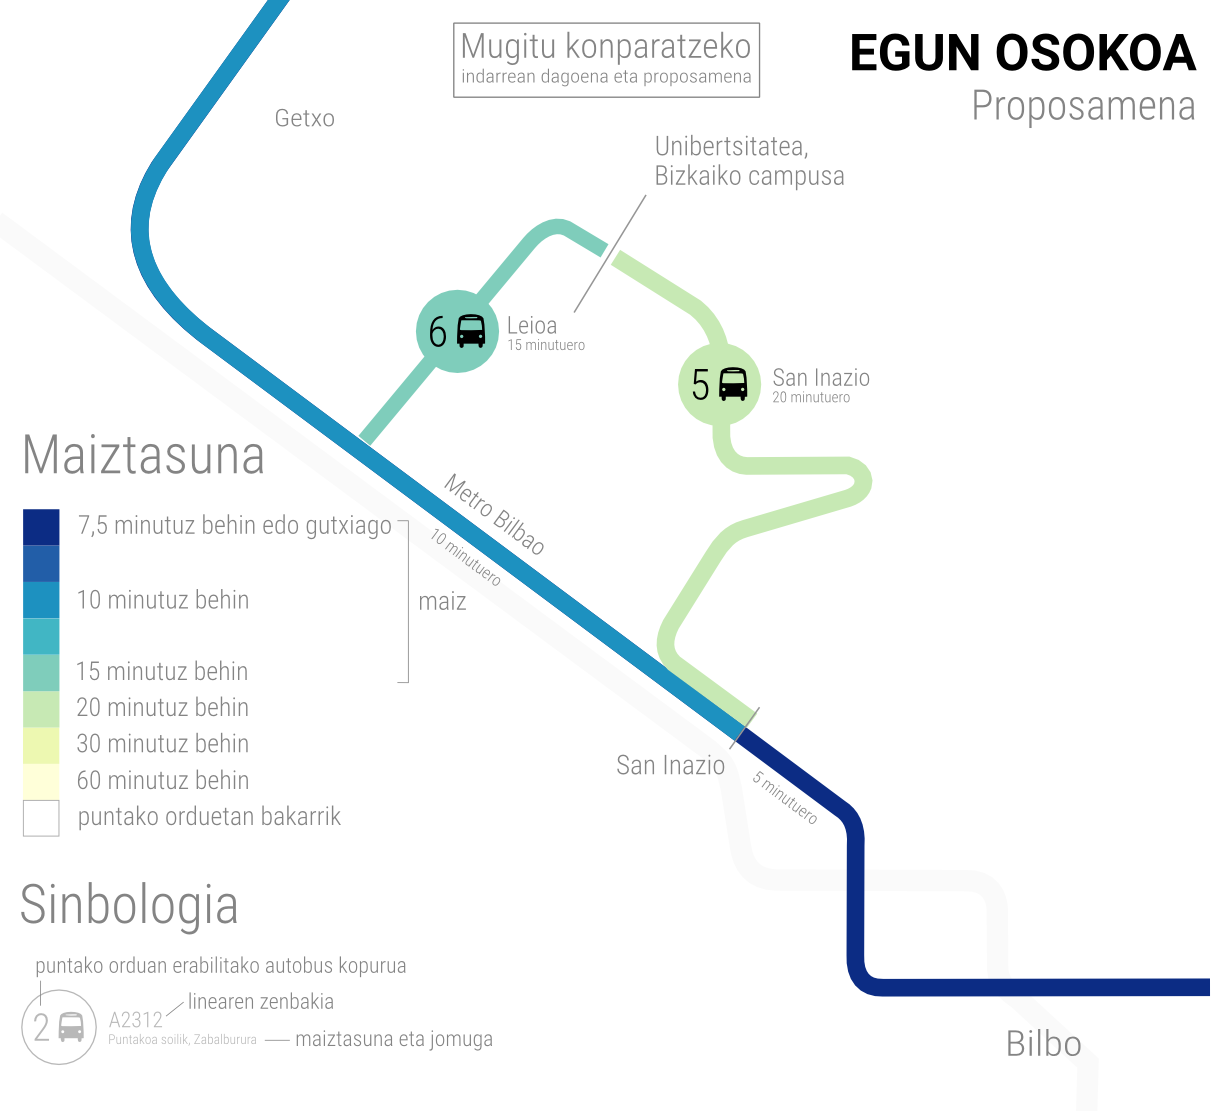 Mugitu konparatzeko
indarrean dagoena eta proposamena
EGUN OSOKOA
Proposamena
Getxo
Unibertsitatea,
Bizkaiko campusa
6
Leioa
15 minutuero
5
San Inazio
20 minutuero
Metro Bilbao
10 minutuero
Maiztasuna
7,5 minutuz behin edo gutxiago
10 minutuz behin
maiz
15 minutuz behin
20 minutuz behin
30 minutuz behin
60 minutuz behin
puntako orduetan bakarrik
San Inazio
5 minutuero
Sinbologia
puntako orduan erabilitako autobus kopurua
linearen zenbakia
2
A2312
Puntakoa soilik, Zabalburura
maiztasuna eta jomuga
Bilbo